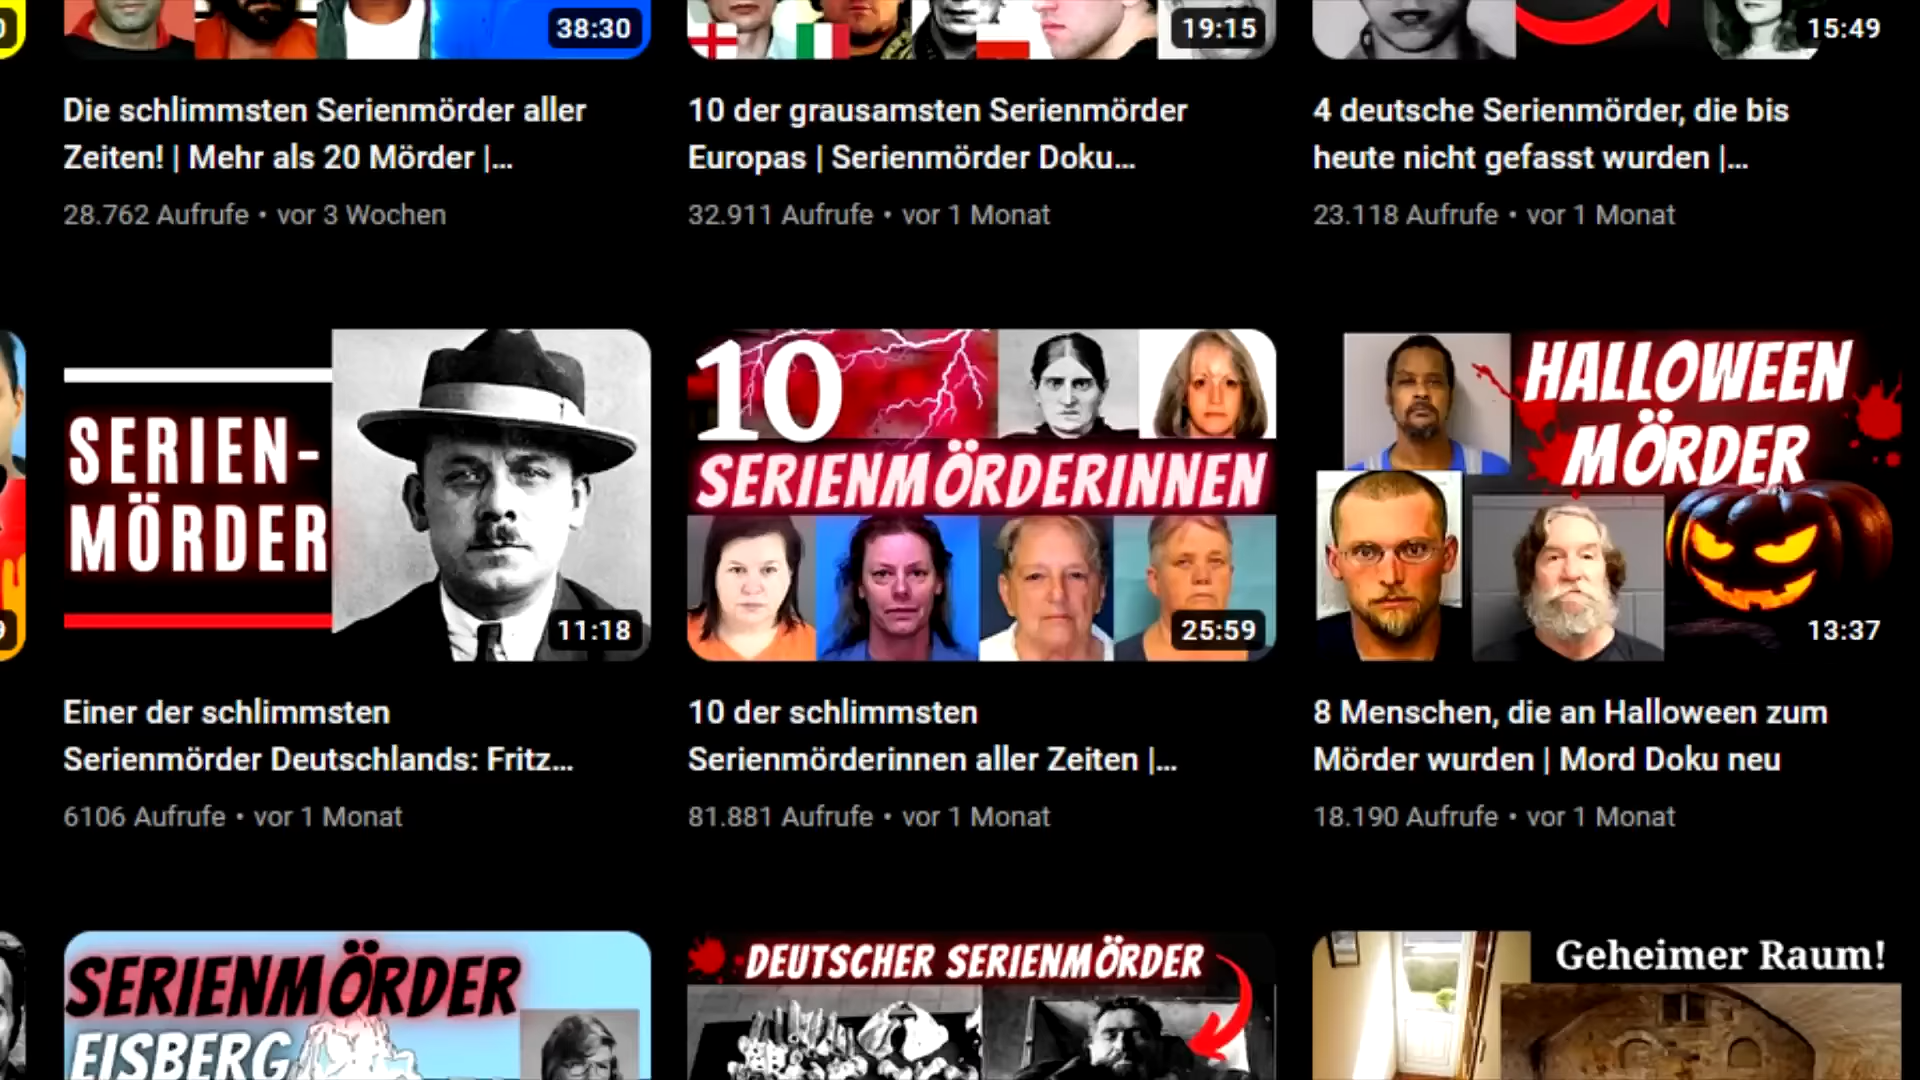 38:30
19:15
15:49
Die schlimmsten Serienmörder aller
Zeiten! | Mehr als 20 Mörder |...
28.762 Aufrufe • vor 3 Wochen
10 der grausamsten Serienmörder
Europas | Serienmörder Doku...
32.911 Aufrufe • vor 1 Monat
4 deutsche Serienmörder, die bis
heute nicht gefasst wurden |...
23.118 Aufrufe • vor 1 Monat
SERIEN-
MÖRDER
11:18
10
SERIENMÖRDERINNEN
25:59
HALLOWEEN
MÖRDER
13:37
Einer der schlimmsten
Serienmörder Deutschlands: Fritz...
6106 Aufrufe • vor 1 Monat
10 der schlimmsten
Serienmörderinnen aller Zeiten |...
81.881 Aufrufe • vor 1 Monat
8 Menschen, die an Halloween zum
Mörder wurden | Mord Doku neu
18.190 Aufrufe • vor 1 Monat
SERIENMÖRDER
EISBERG
DEUTSCHER SERIENMÖRDER
Geheimer Raum!